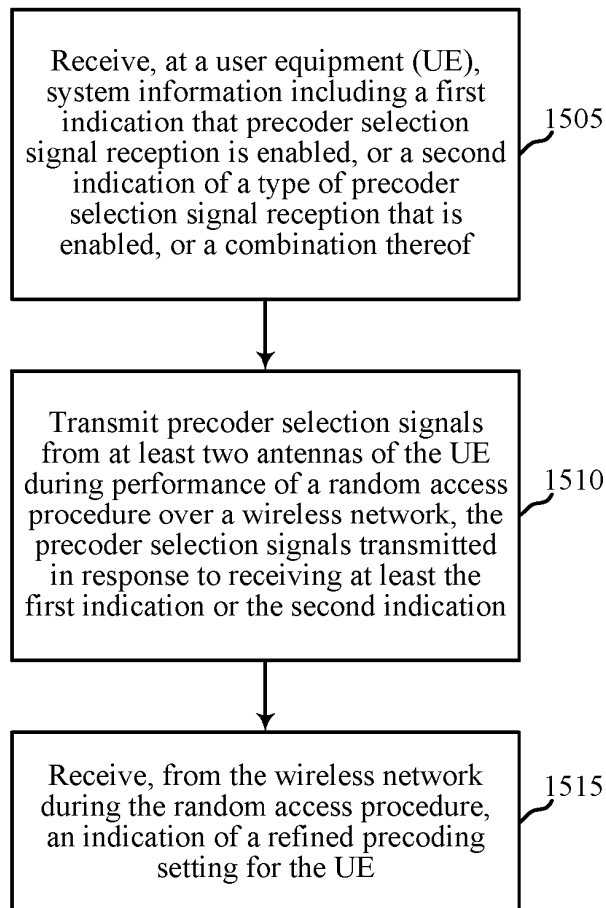 Receive, at a user equipment (UE),
system information including a first
indication that precoder selection
signal reception is enabled, or a second
indication of a type of precoder
selection signal reception that is
enabled, or a combination thereof
1505
Transmit precoder selection signals
from at least two antennas of the UE
during performance of a random access
procedure over a wireless network, the
precoder selection signals transmitted
in response to receiving at least the
first indication or the second indication
1510
Receive, from the wireless network
during the random access procedure,
an indication of a refined precoding
setting for the UE
1515